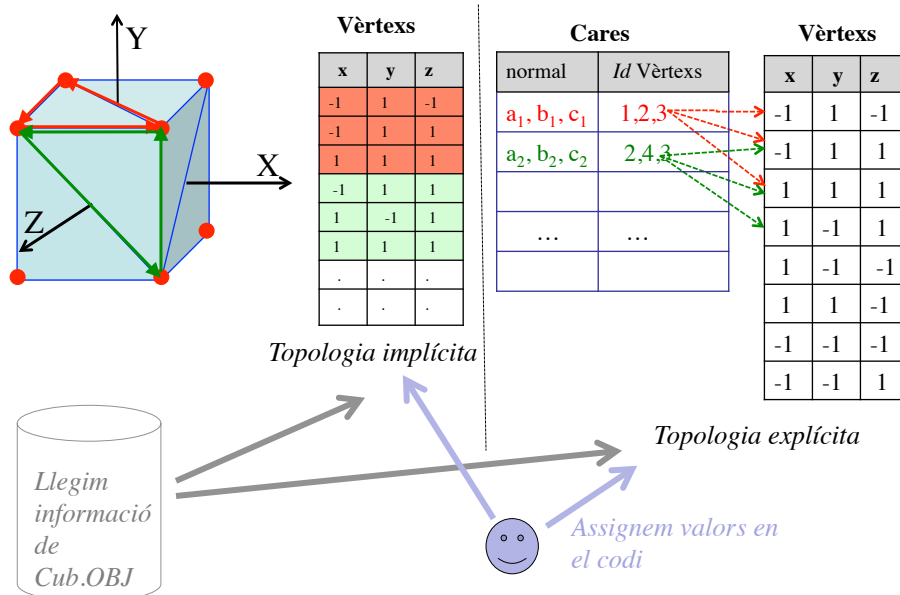 Y
X
Z
Vèrtexs
x y z
-1 1 -1
-1 1 1
1 1 1
-1 1 1
1 -1 1
1 1 1
. . .
. . .
Topologia implícita
Cares
normal Id Vèrtexs
a1, b1, c1 1,2,3
a2, b2, c2 2,4,3
... ...
Vèrtexs
x y z
-1 1 -1
-1 1 1
1 1 1
1 -1 1
1 -1 -1
1 1 -1
-1 -1 -1
-1 -1 1
Topologia explícita
Llegim
informació
de
Cub.OBJ
Assignem valors en
el codi